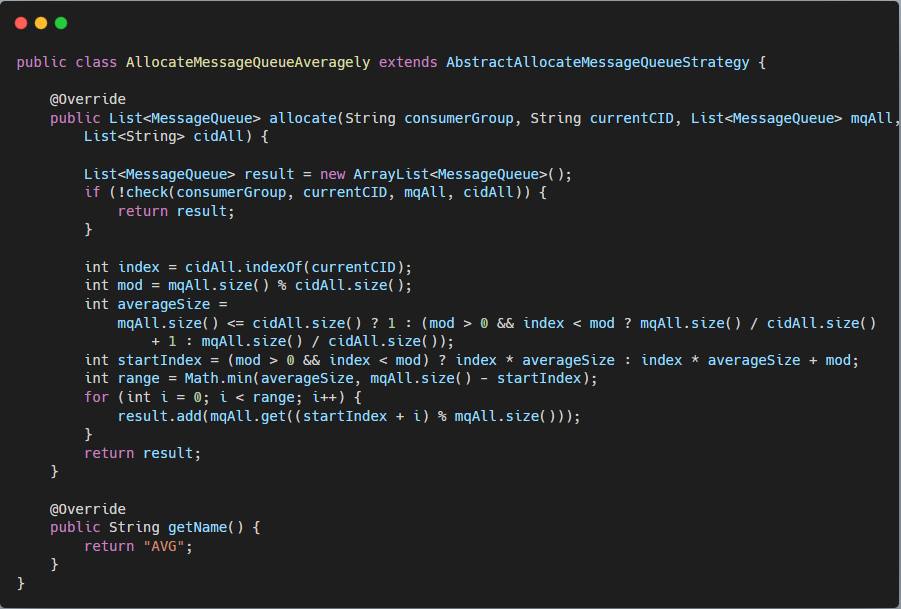 public class AllocateMessageQueueAveragely extends AbstractAllocateMessageQueueStrategy {

    @Override
    public List<MessageQueue> allocate(String consumerGroup, String currentCID, List<MessageQueue> mqAll,
        List<String> cidAll) {

        List<MessageQueue> result = new ArrayList<MessageQueue>();
        if (!check(consumerGroup, currentCID, mqAll, cidAll)) {
            return result;
        }

        int index = cidAll.indexOf(currentCID);
        int mod = mqAll.size() % cidAll.size();
        int averageSize =
            mqAll.size() <= cidAll.size() ? 1 : (mod > 0 && index < mod ? mqAll.size() / cidAll.size()
                + 1 : mqAll.size() / cidAll.size());
        int startIndex = (mod > 0 && index < mod) ? index * averageSize : index * averageSize + mod;
        int range = Math.min(averageSize, mqAll.size() - startIndex);
        for (int i = 0; i < range; i++) {
            result.add(mqAll.get((startIndex + i) % mqAll.size()));
        }
        return result;
    }

    @Override
    public String getName() {
        return "AVG";
    }
}